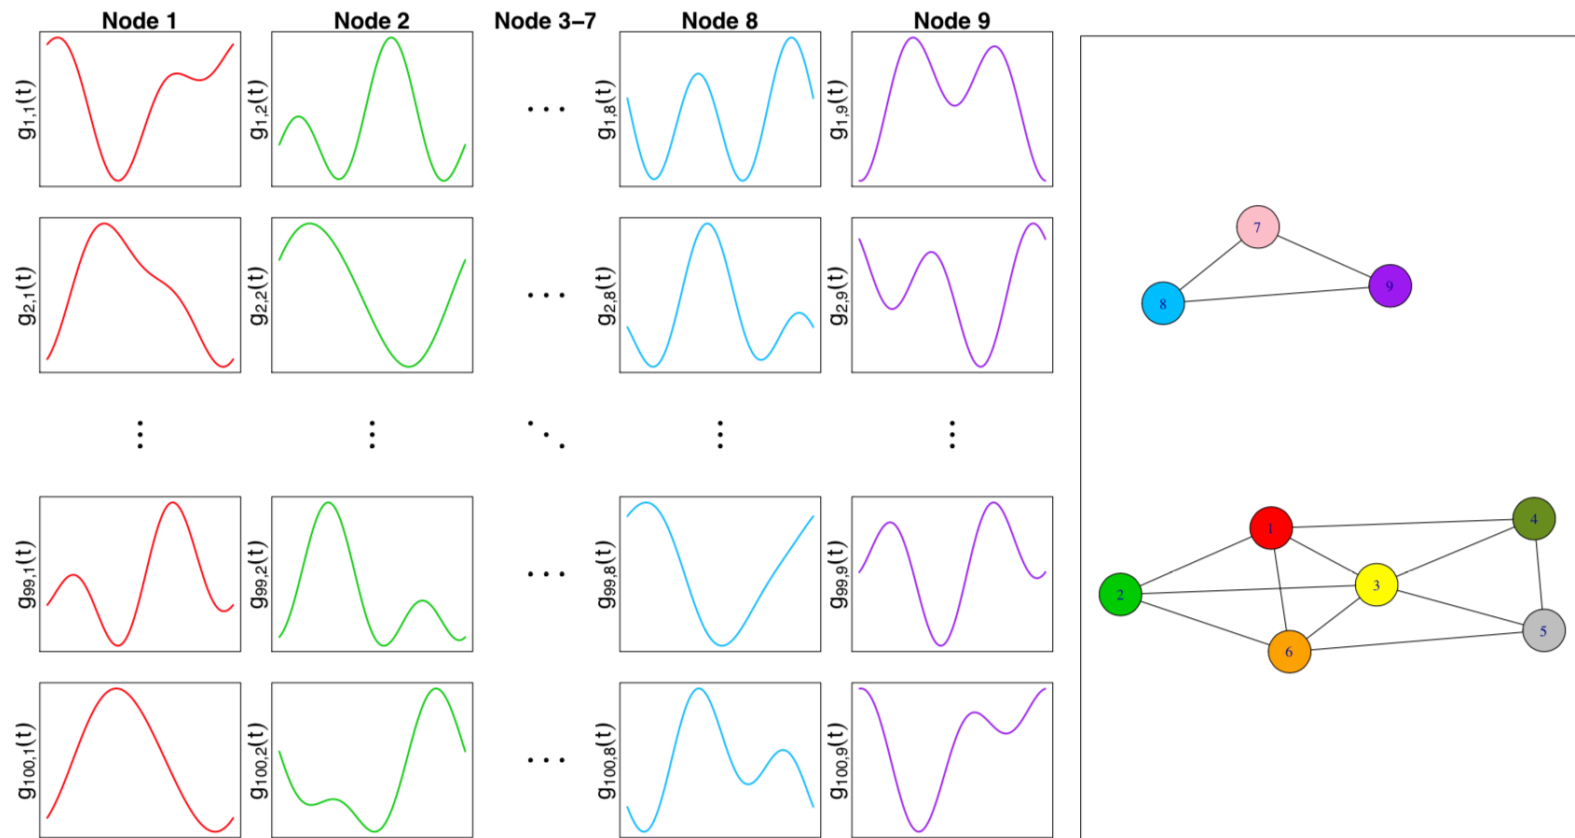 Node 1 Node 2 Node 3–7 Node 8 Node 9
g1,1(t) g1,2(t) ... g1,8(t) g1,9(t)
g2,1(t) g2,2(t) ... g2,8(t) g2,9(t)
g99,1(t) g99,2(t) ... g99,8(t) g99,9(t)
g100,1(t) g100,2(t) ... g100,8(t) g100,9(t)
7
8
9
1
4
2
3
6
5